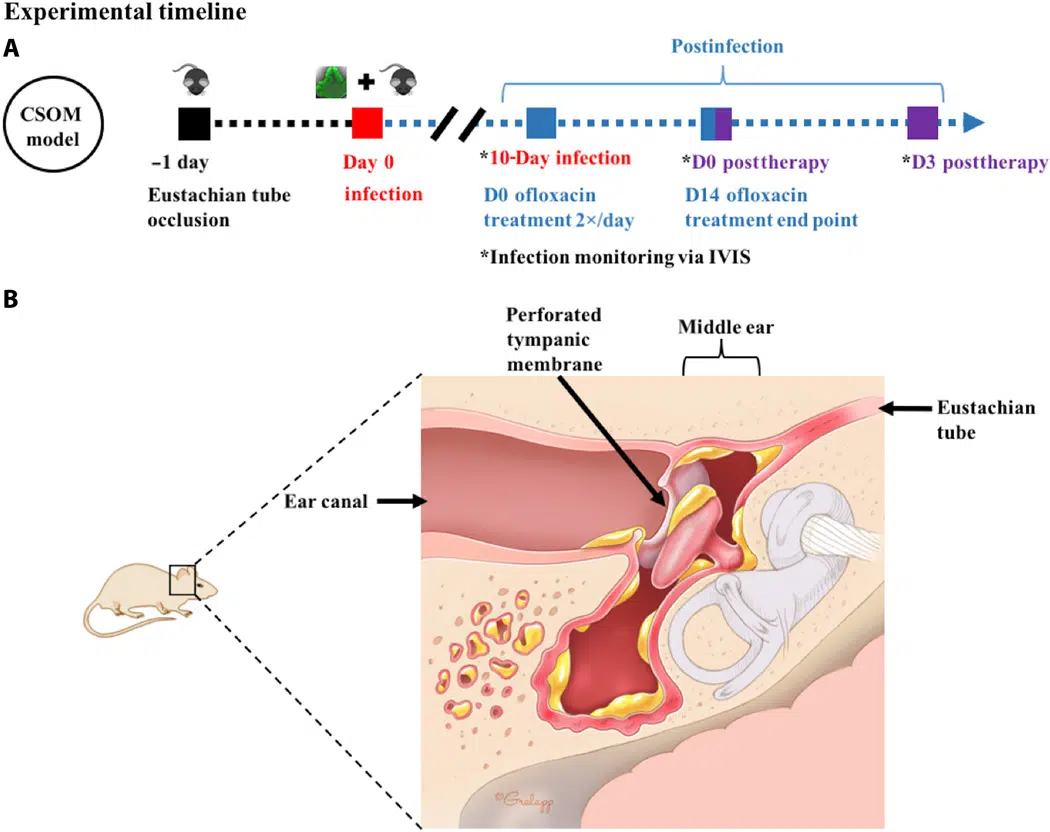 Experimental timeline
A
Postinfection
CSOM
model
–1 day
Eustachian tube
occlusion
Day 0
infection
*10-Day infection
D0 ofloxacin
treatment 2×/day
*D0 posttherapy
D14 ofloxacin
treatment end point
*D3 posttherapy
*Infection monitoring via IVIS
B
Perforated
tympanic
membrane
Middle ear
Eustachian
tube
Ear canal
©Gralapp